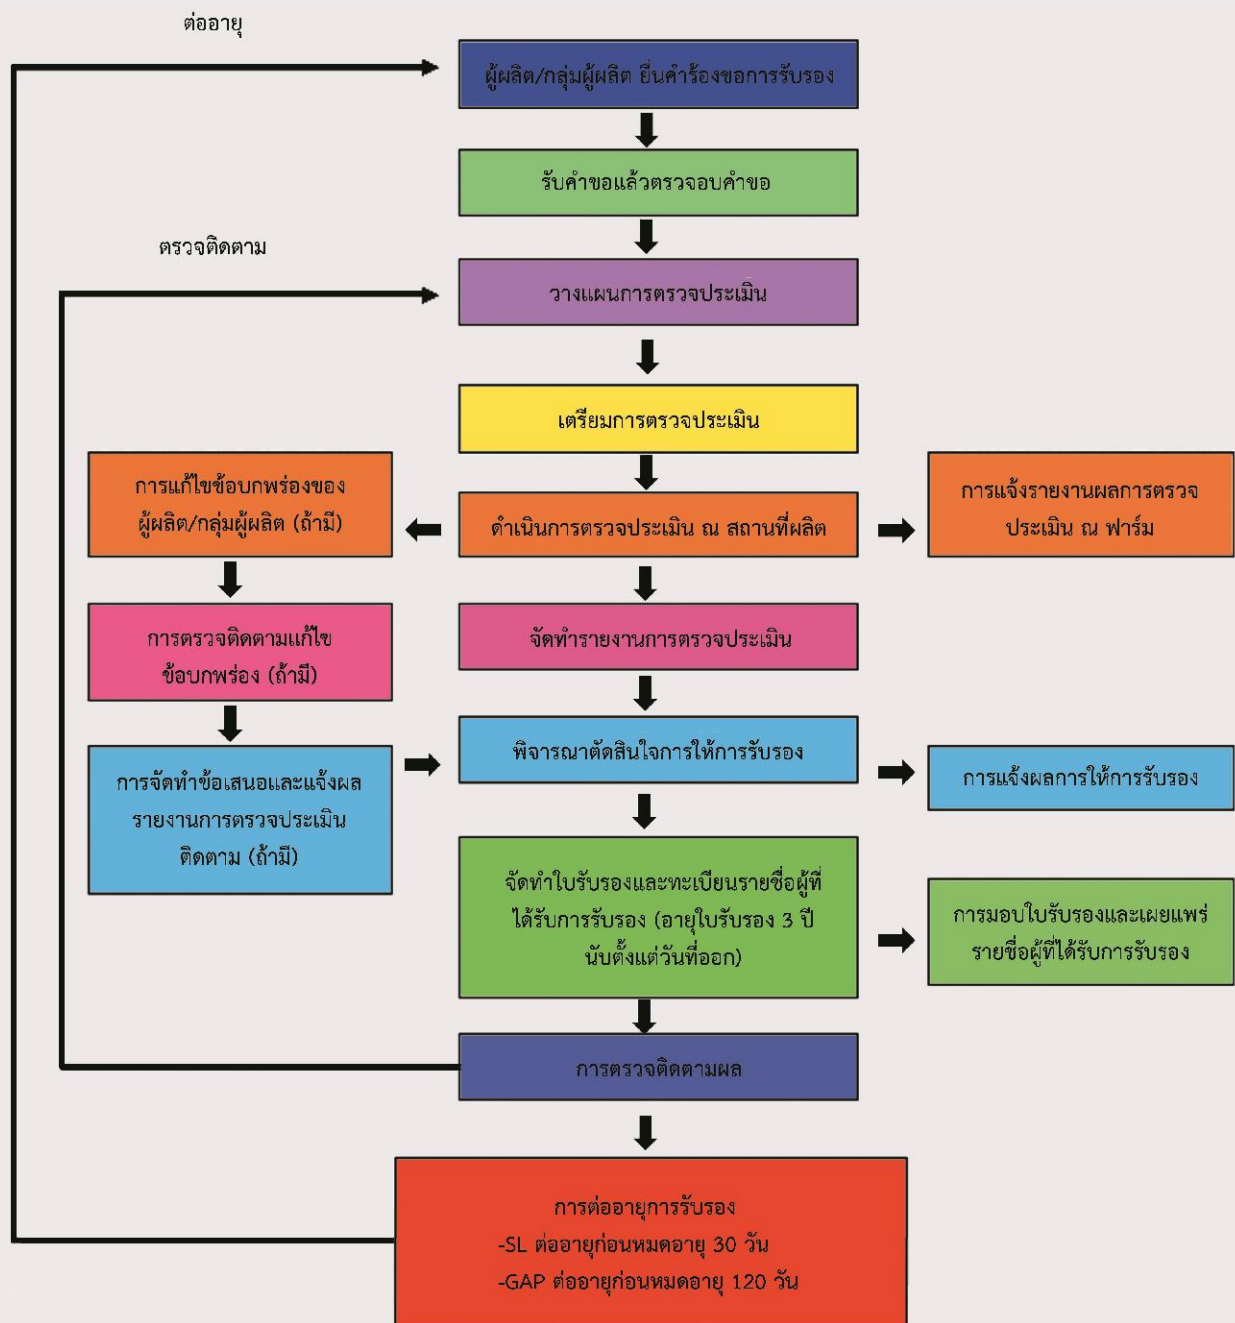 ต่ออายุ
ผู้ผลิต/กลุ่มผู้ผลิต ยื่นคำร้องขอการรับรอง
รับคำขอแล้วตรวจอบคำขอ
ตรวจติดตาม
วางแผนการตรวจประเมิน
เตรียมการตรวจประเมิน
การแก้ไขข้อบกพร่องของ
ผู้ผลิต/กลุ่มผู้ผลิต (ถ้ามี)
ดำเนินการตรวจประเมิน ณ สถานที่ผลิต
การแจ้งรายงานผลการตรวจ
ประเมิน ณ ฟาร์ม
การตรวจติดตามแก้ไข
ข้อบกพร่อง (ถ้ามี)
จัดทำรายงานการตรวจประเมิน
พิจารณาตัดสินใจการให้การรับรอง
การจัดทำข้อเสนอและแจ้งผล
รายงานการตรวจประเมิน
ติดตาม (ถ้ามี)
การแจ้งผลการให้การรับรอง
จัดทำใบรับรองและทะเบียนรายชื่อผู้ที่
ได้รับการรับรอง (อายุใบรับรอง 3 ปี
นับตั้งแต่วันที่ออก)
การมอบใบรับรองและเผยแพร่
รายชื่อผู้ที่ได้รับการรับรอง
การตรวจติดตามผล
การต่ออายุการรับรอง
-SL ต่ออายุก่อนหมดอายุ 30 วัน
-GAP ต่ออายุก่อนหมดอายุ 120 วัน